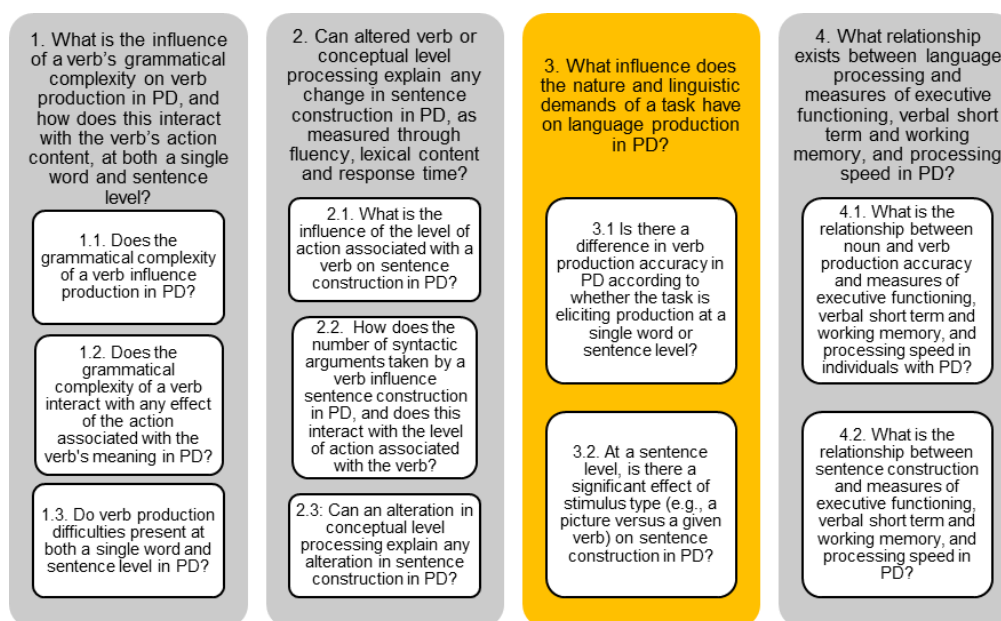 1. What is the influence
of a verb's grammatical
complexity on verb
production in PD, and
how does this interact
with the verb's action
content, at both a single
word and sentence
level?
1.1. Does the
grammatical complexity
of a verb influence
production in PD?
1.2. Does the
grammatical
complexity of a verb
interact with any effect
of the action
associated with the
verb's meaning in PD?
1.3. Do verb production
difficulties present at
both a single word and
sentence level in PD?
2. Can altered verb or
conceptual level
processing explain any
change in sentence
construction in PD, as
measured through
fluency, lexical content
and response time?
2.1. What is the
influence of the level of
action associated with a
verb on sentence
construction in PD?
2.2. How does the
number of syntactic
arguments taken by a
verb influence
sentence construction
in PD, and does this
interact with the level
of action associated
with the verb?
2.3: Can an alteration in
conceptual level
processing explain any
alteration in sentence
construction in PD?
3. What influence does
the nature and linguistic
demands of a task have
on language production
in PD?
3.1 Is there a
difference in verb
production accuracy in
PD according to
whether the task is
eliciting production at a
single word or
sentence level?
3.2. At a sentence
level, is there a
significant effect of
stimulus type (e.g., a
picture versus a given
verb) on sentence
construction in PD?
4. What relationship
exists between language
processing and
measures of executive
functioning, verbal short
term and working
memory, and processing
speed in PD?
4.1. What is the
relationship between
noun and verb
production accuracy
and measures of
executive functioning,
verbal short term and
working memory, and
processing speed in
individuals with PD?
4.2. What is the
relationship between
sentence construction
and measures of
executive functioning,
verbal short term and
working memory, and
processing speed in
PD?